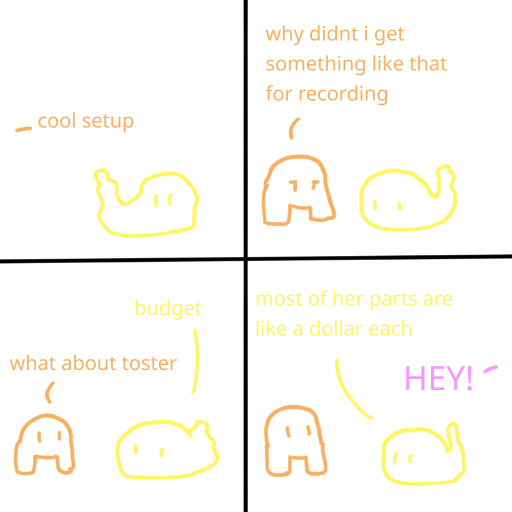 cool setup
why didnt i get
something like that
for recording
budget
what about toster
most of her parts are
like a dollar each
HEY!